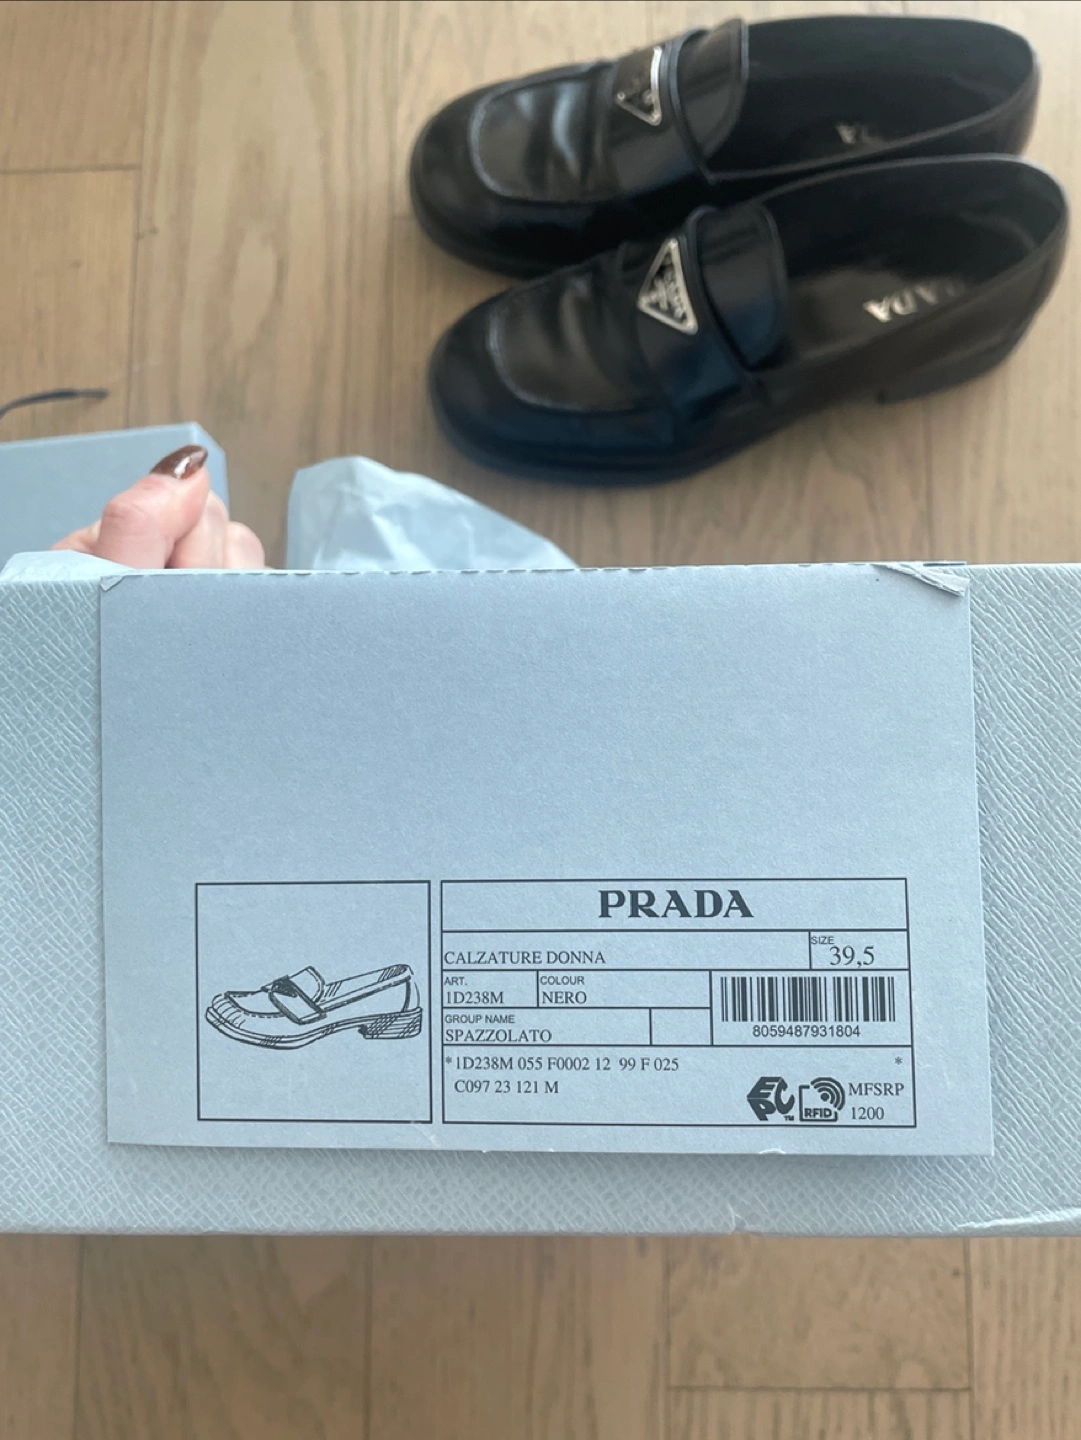 PRADA
PRADA
PRADA
CALZATURE DONNA
SIZE
39,5
ART.
1D238M
COLOUR
NERO
8059487931804
GROUP NAME
SPAZZOLATO
*1D238M 055 F0002 12 99 F 025 *
C097 23 121 M
EPC™
RFID
MFSRP
1200